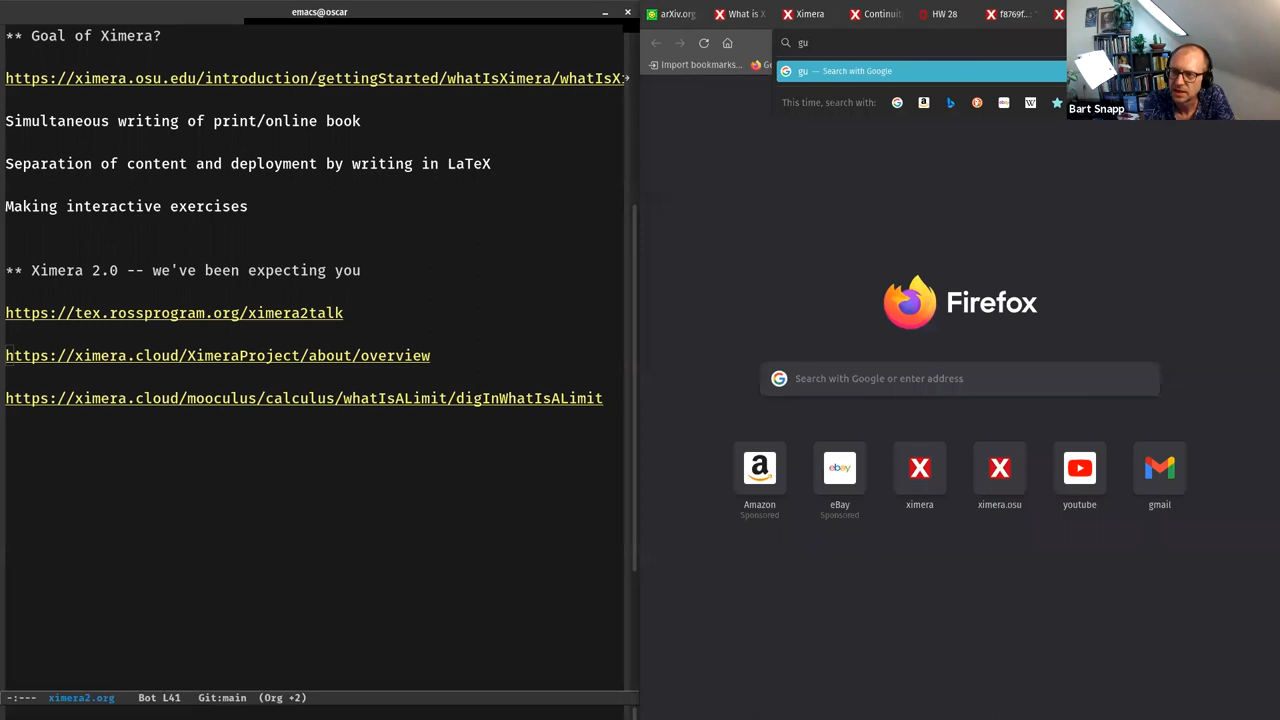 emacs@oscar
** Goal of Ximera?
https://ximera.osu.edu/introduction/gettingStarted/whatIsXimera/whatIsXi
Simultaneous writing of print/online book
Separation of content and deployment by writing in LaTeX
Making interactive exercises
** Ximera 2.0 -- we've been expecting you
https://tex.rossprogram.org/ximera2talk
https://ximera.cloud/XimeraProject/about/overview
https://ximera.cloud/mooculus/calculus/whatIsALimit/digInWhatIsALimit
-:--- ximera2.org Bot L41 Git:main (Org +2)
arXiv.org What is X Ximera Continuit HW 28 f8769f.
gu
Import bookmarks... Ge
gu — Search with Google
This time, search with:
Bart Snapp
Firefox
Search with Google or enter address
Amazon eBay ximera ximera.osu youtube gmail
Sponsored Sponsored